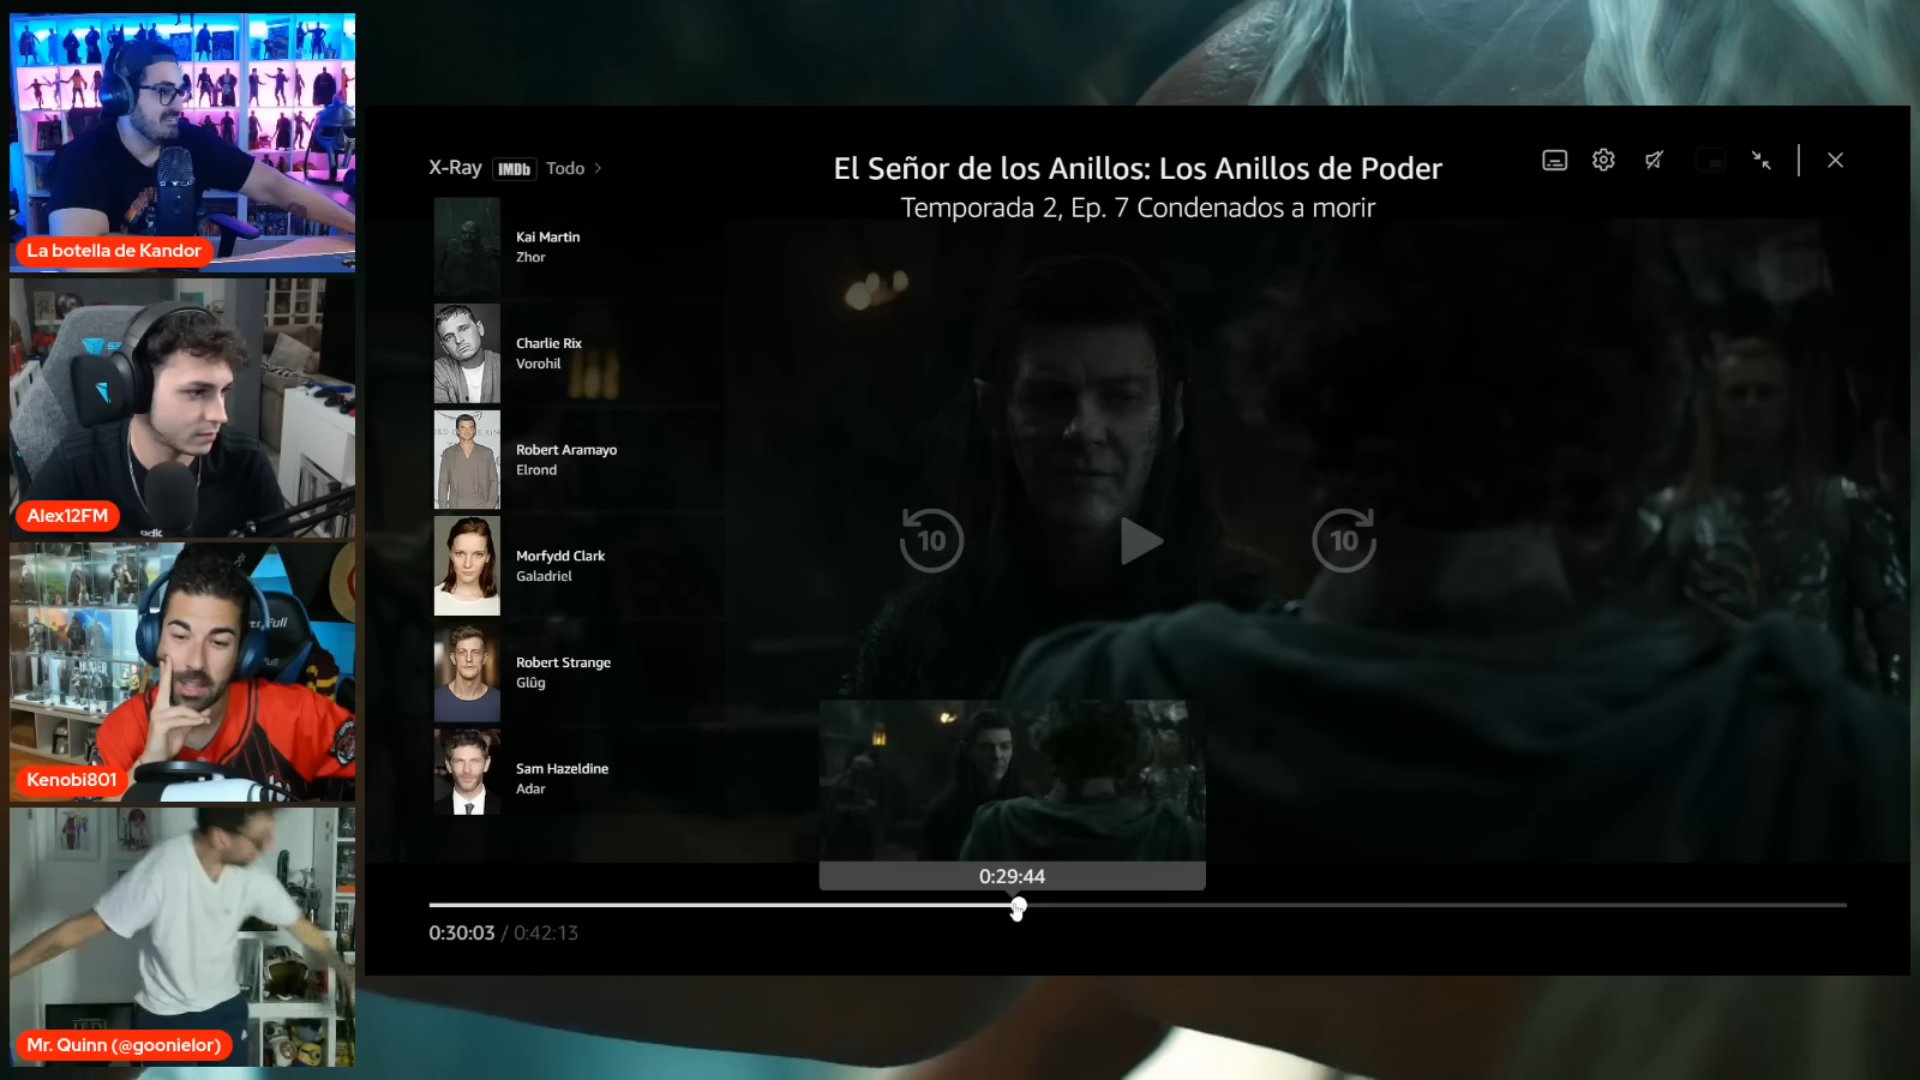 La botella de Kandor
Alex12FM
Kenobi801
Mr. Quinn (@goonielor)
X-Ray IMDb Todo >
El Señor de los Anillos: Los Anillos de Poder
Temporada 2, Ep. 7 Condenados a morir
Kai Martin
Zhor
Charlie Rix
Vorohil
Robert Aramayo
Elrond
Morfydd Clark
Galadriel
Robert Strange
Glûg
Sam Hazeldine
Adar
10
10
0:29:44
0:30:03 / 0:42:13